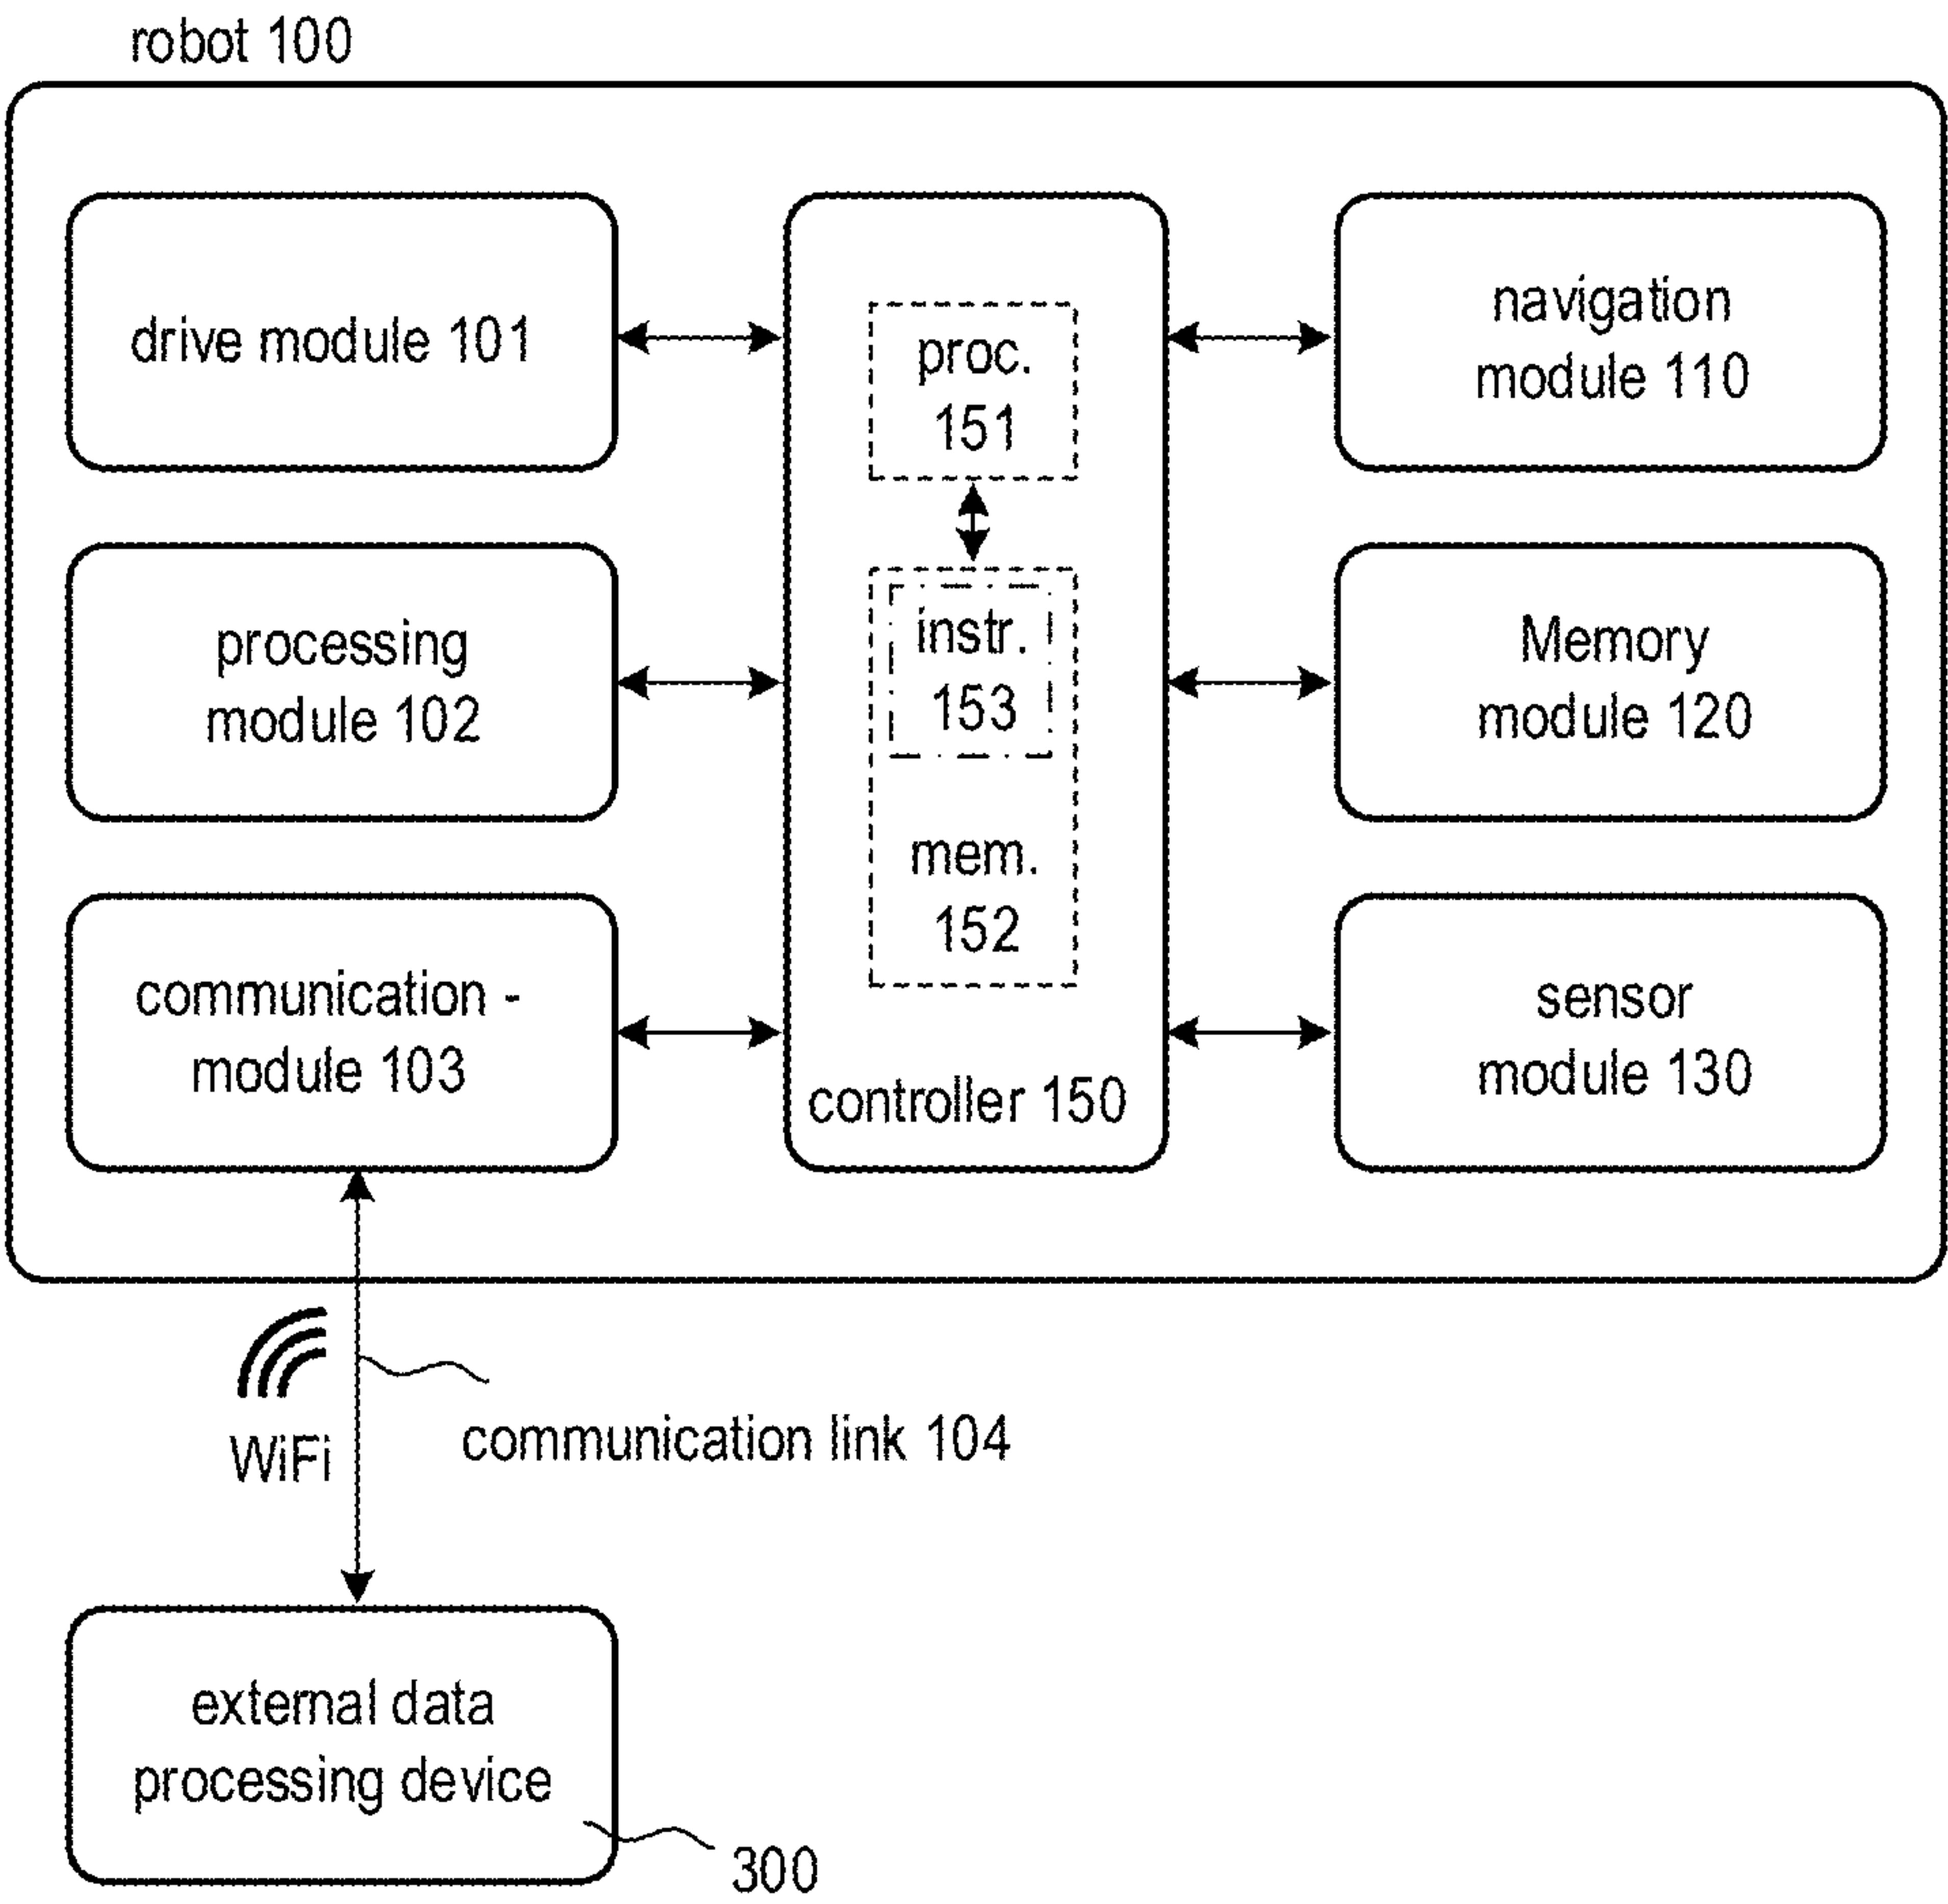 robot 100
drive module 101
processing
module 102
communication -
module 103
proc.
151
instr.
153
mem.
152
controller 150
navigation
module 110
Memory
module 120
sensor
module 130
WiFi
communication link 104
external data
processing device
300